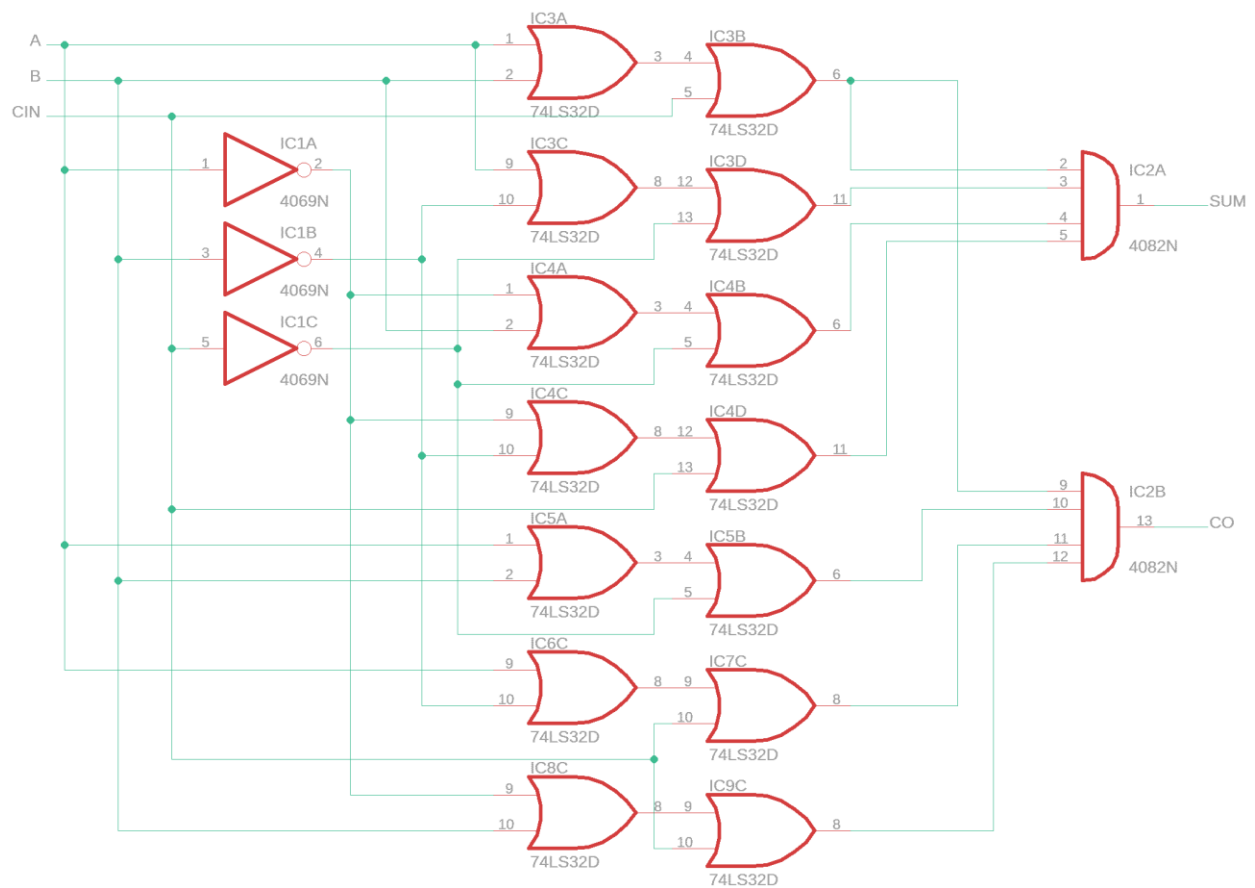 A
B
CIN
IC1A
1
2
4069N
IC1B
3
4
4069N
IC1C
5
6
4069N
IC3A
1
2
3
74LS32D
IC3B
4
5
6
74LS32D
IC3C
9
10
8
74LS32D
IC3D
12
13
11
74LS32D
IC4A
1
2
3
74LS32D
IC4B
4
5
6
74LS32D
IC4C
9
10
8
74LS32D
IC4D
12
13
11
74LS32D
IC5A
1
2
3
74LS32D
IC5B
4
5
6
74LS32D
IC6C
9
10
8
74LS32D
IC7C
9
10
8
74LS32D
IC8C
9
10
8
74LS32D
IC9C
9
10
8
74LS32D
IC2A
2
3
4
5
1
4082N
SUM
IC2B
9
10
11
12
13
4082N
CO